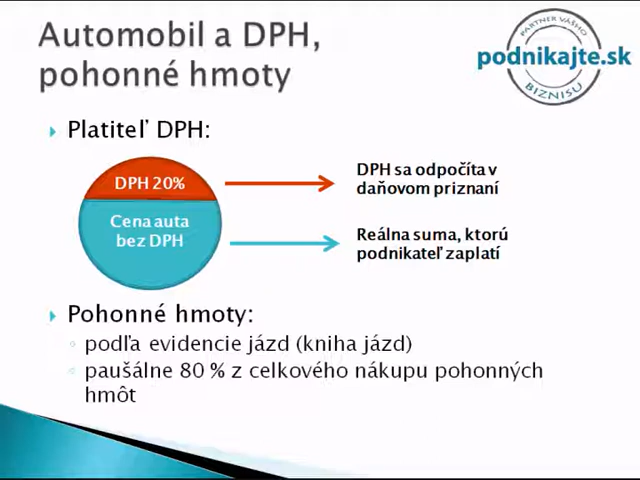 Automobil a DPH,
pohonné hmoty
PARTNER VÁŠHO
podnikajte.sk
BIZNISU
Platiteľ DPH:
DPH 20%
DPH sa odpočíta v
daňovom priznaní
Cena auta
bez DPH
Reálna suma, ktorú
podnikateľ zaplatí
Pohonné hmoty:
podľa evidencie jázd (kniha jázd)
paušálne 80 % z celkového nákupu pohonných
hmôt